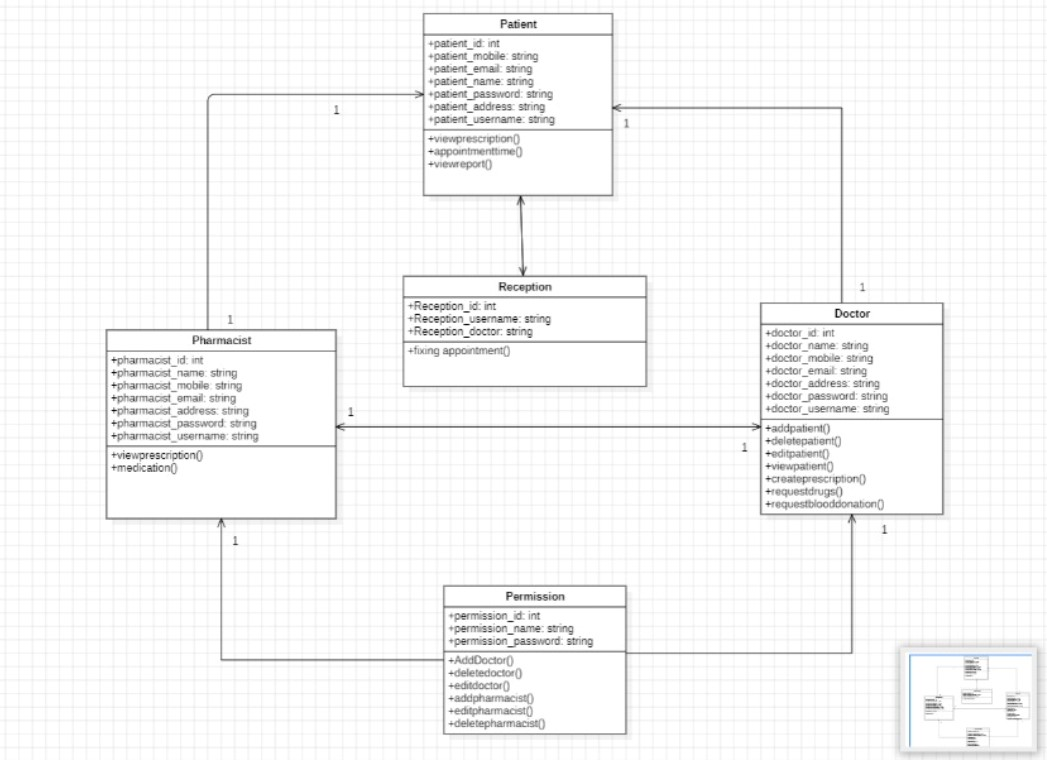 Patient
+patient_id: int
+patient_mobile: string
+patient_email: string
+patient_name: string
+patient_password: string
+patient_address: string
+patient_username: string
+viewprescription()
+appointmenttime()
+viewreport()
1
1
Reception
+Reception_id: int
+Reception_username: string
+Reception_doctor: string
+fixing appointment()
1
1
Pharmacist
+pharmacist_id: int
+pharmacist_name: string
+pharmacist_mobile: string
+pharmacist_email: string
+pharmacist_address: string
+pharmacist_password: string
+pharmacist_username: string
+viewprescription()
+medication()
Doctor
+doctor_id: int
+doctor_name: string
+doctor_mobile: string
+doctor_email: string
+doctor_address: string
+doctor_password: string
+doctor_username: string
+addpatient()
+deletepatient()
+editpatient()
+viewpatient()
+createprescription()
+requestdrugs()
+requestblooddonation()
1
1
1
1
Permission
+permission_id: int
+permission_name: string
+permission_password: string
+AddDoctor()
+deletedoctor()
+editdoctor()
+addpharmacist()
+editpharmacist()
+deletepharmacist()